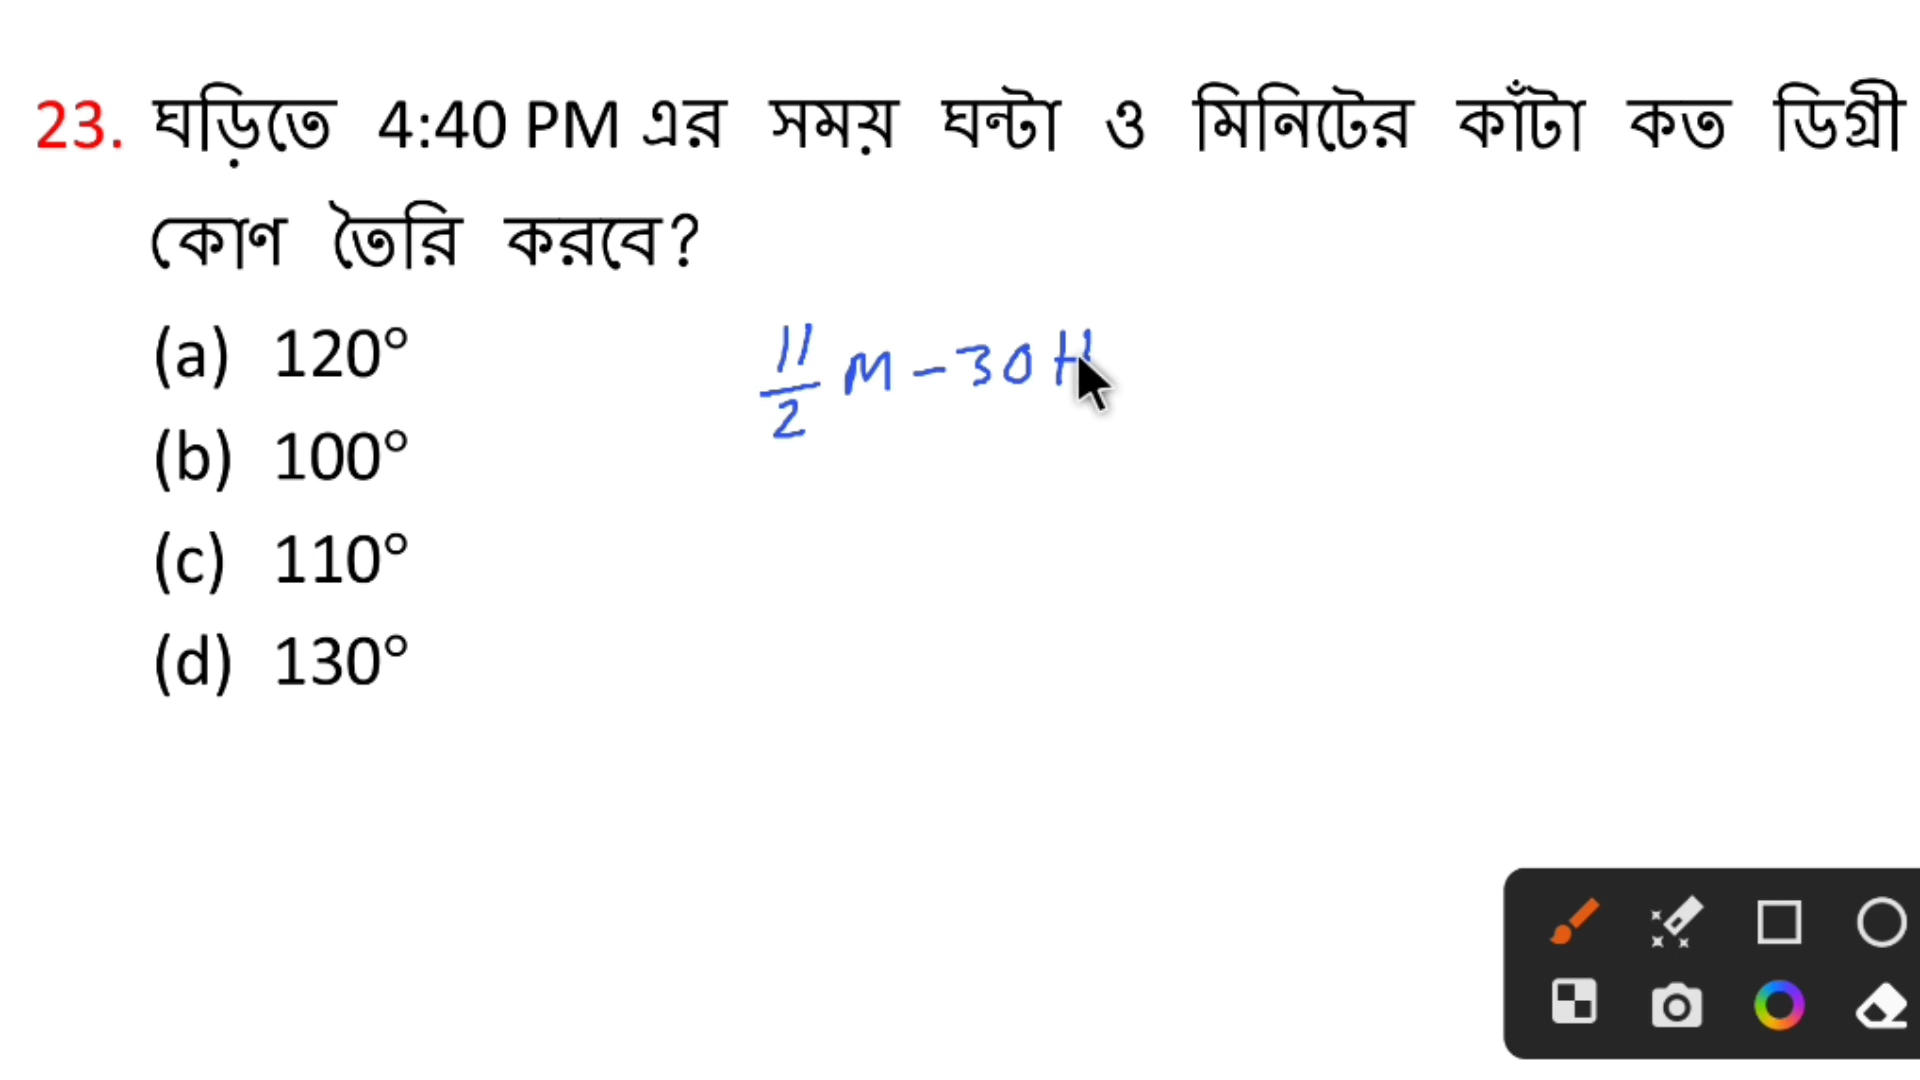 23. ঘড়িতে 4:40 PM এর সময় ঘন্টা ও মিনিটের কাঁটা কত ডিগ্রী
কোণ তৈরি করবে?
(a) 120°
(b) 100°
(c) 110°
(d) 130°
11/2 M - 30 H